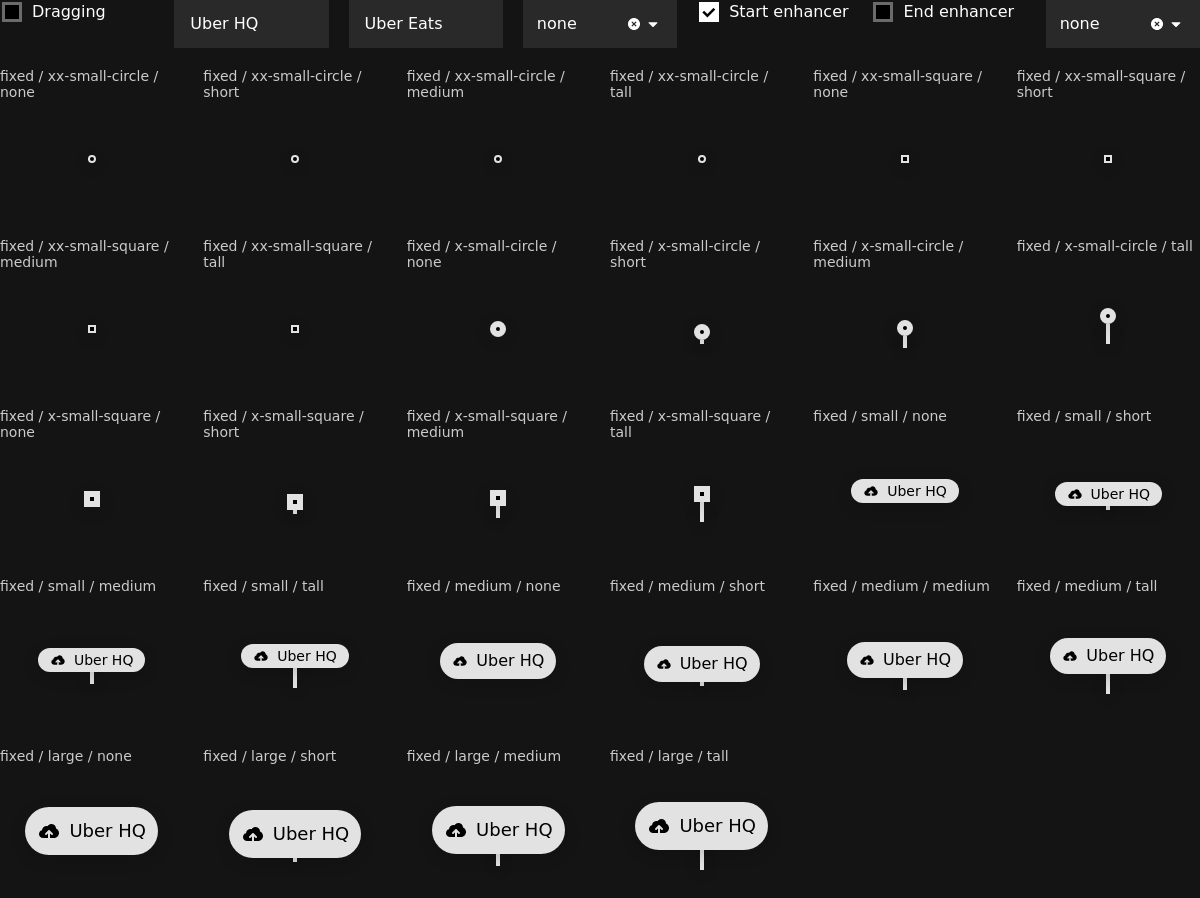 Dragging
Uber HQ
Uber Eats
none
Start enhancer
End enhancer
none
fixed / xx-small-circle /
none
fixed / xx-small-circle /
short
fixed / xx-small-circle /
medium
fixed / xx-small-circle /
tall
fixed / xx-small-square /
none
fixed / xx-small-square /
short
fixed / xx-small-square /
medium
fixed / xx-small-square /
tall
fixed / x-small-circle /
none
fixed / x-small-circle /
short
fixed / x-small-circle /
medium
fixed / x-small-circle / tall
fixed / x-small-square /
none
fixed / x-small-square /
short
fixed / x-small-square /
medium
fixed / x-small-square /
tall
fixed / small / none
Uber HQ
fixed / small / short
Uber HQ
fixed / small / medium
Uber HQ
fixed / small / tall
Uber HQ
fixed / medium / none
Uber HQ
fixed / medium / short
Uber HQ
fixed / medium / medium
Uber HQ
fixed / medium / tall
Uber HQ
fixed / large / none
Uber HQ
fixed / large / short
Uber HQ
fixed / large / medium
Uber HQ
fixed / large / tall
Uber HQ